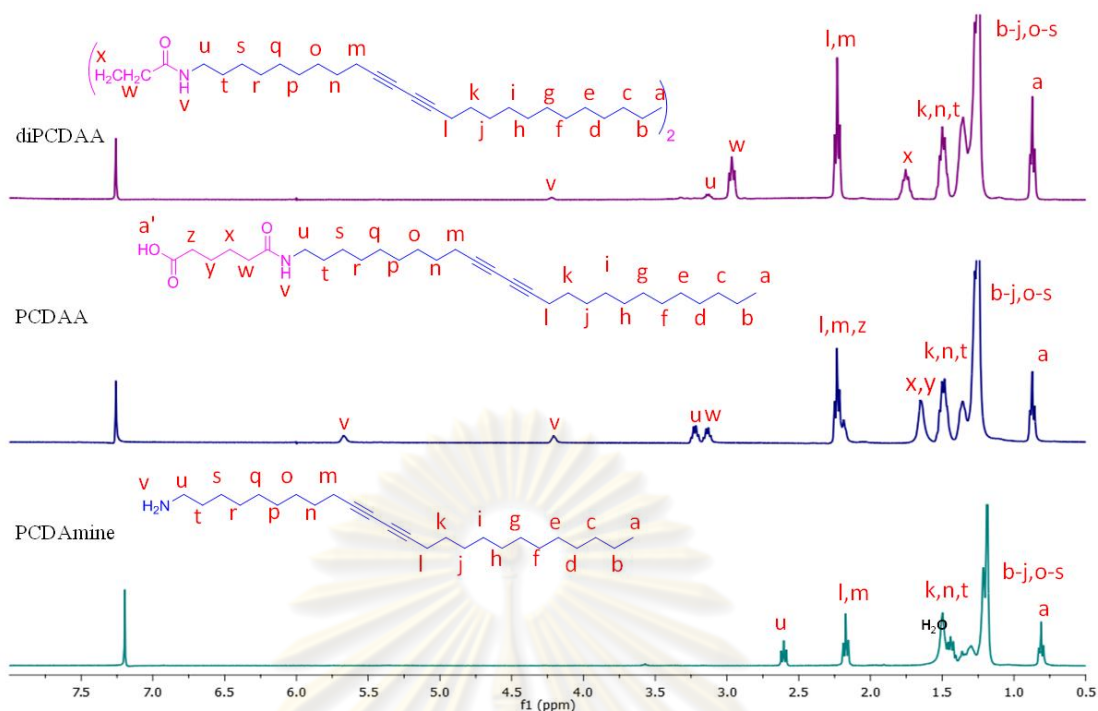 x O u s q o m
H₂CH₂C N H
w v t r p n
k i g e c a
l j h f d b
2
l,m b-j,o-s
k,n,t a
diPCDAA
v u w x
a' z x O u s q o m
HO O N H
y w v t r p n
k i g e c a
l j h f d b
b-j,o-s
PCDAA
l,m,z k,n,t
x,y a
v v u w
v u s q o m
H₂N t r p n
k i g e c a
l j h f d b
PCDAmine
b-j,o-s
l,m k,n,t
H₂O a
u
7.5 7.0 6.5 6.0 5.5 5.0 4.5 4.0 3.5 3.0 2.5 2.0 1.5 1.0 0.5
f1 (ppm)